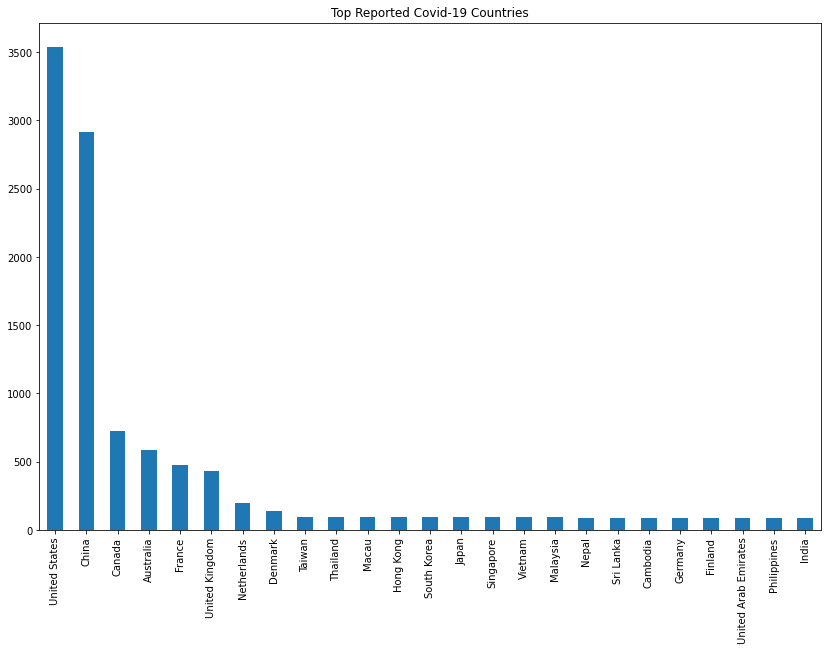 Top Reported Covid-19 Countries
3500
3000
2500
2000
1500
1000
500
0
United States
China
Canada
Australia
France
United Kingdom
Netherlands
Denmark
Taiwan
Thailand
Macau
Hong Kong
South Korea
Japan
Singapore
Vietnam
Malaysia
Nepal
Sri Lanka
Cambodia
Germany
Finland
United Arab Emirates
Philippines
India